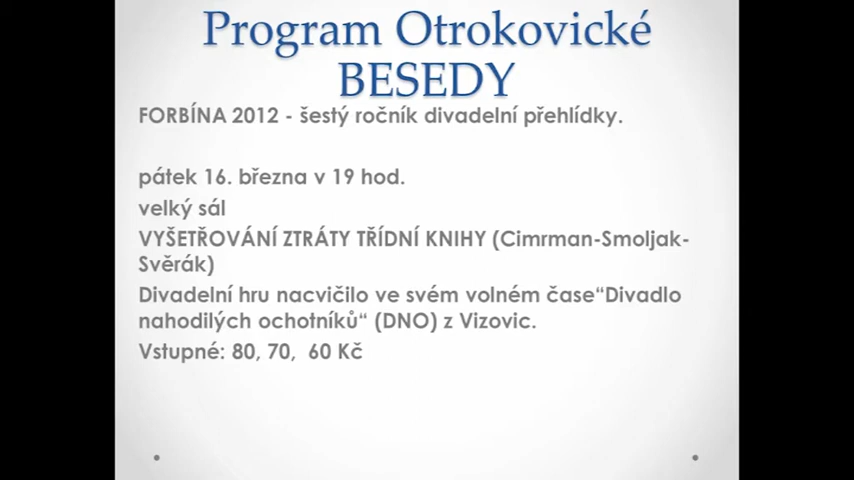 Program Otrokovické
BESEDY
FORBÍNA 2012 - šestý ročník divadelní přehlídky.
pátek 16. března v 19 hod.
velký sál
VYŠETŘOVÁNÍ ZTRÁTY TŘÍDNÍ KNIHY (Cimrman-Smoljak-
Svěrák)
Divadelní hru nacvičilo ve svém volném čase“Divadlo
nahodilých ochotníků“ (DNO) z Vizovic.
Vstupné: 80, 70,  60 Kč